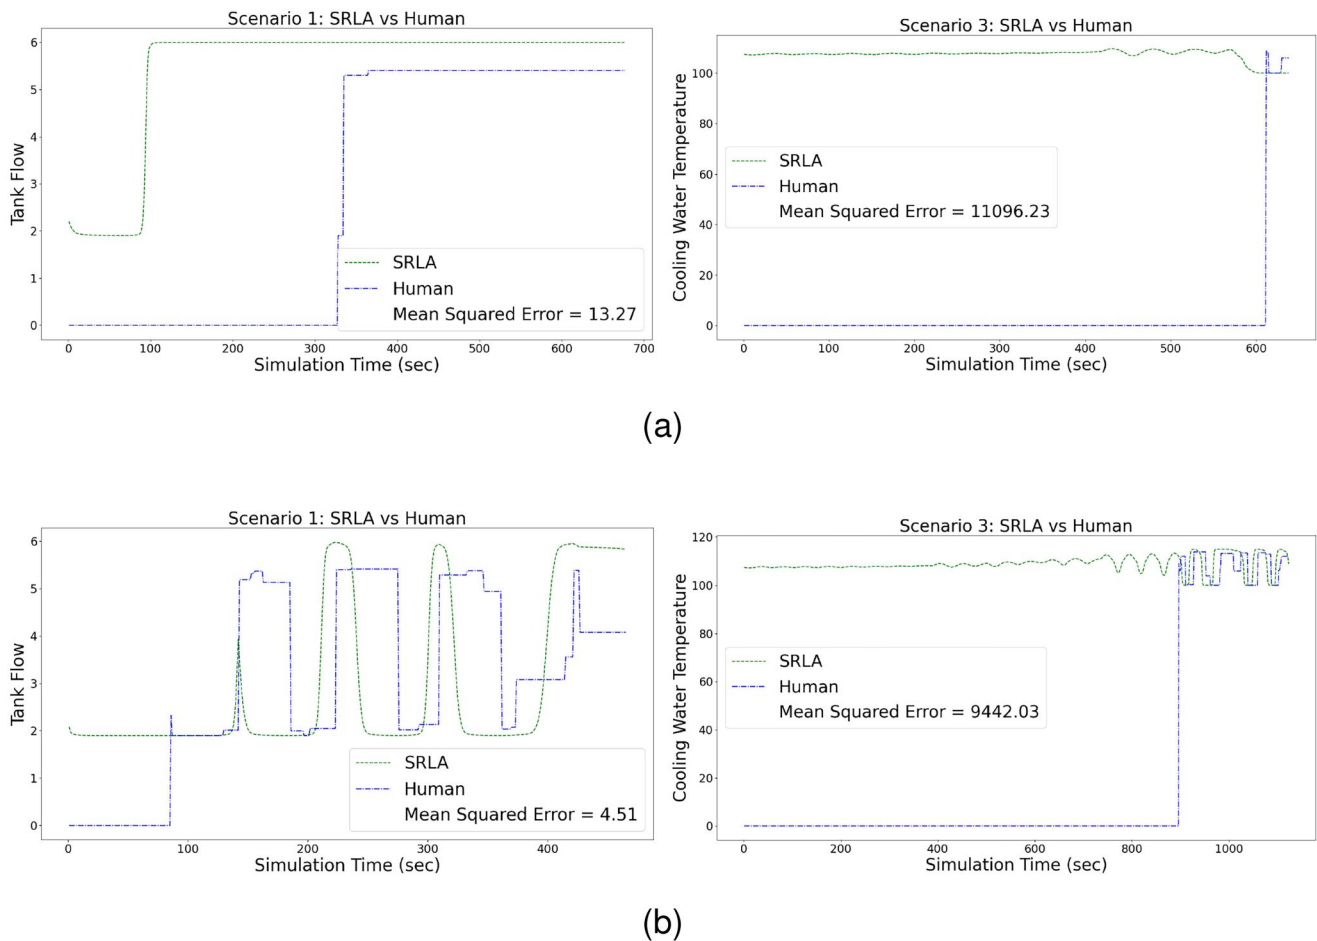 Scenario 1: SRLA vs Human
Tank Flow
6
5
4
3
2
1
0
SRLA
Human
Mean Squared Error = 13.27
0 100 200 300 400 500 600 700
Simulation Time (sec)
Scenario 3: SRLA vs Human
Cooling Water Temperature
100
80
60
40
20
0
SRLA
Human
Mean Squared Error = 11096.23
0 100 200 300 400 500 600
Simulation Time (sec)
(a)
Scenario 1: SRLA vs Human
Tank Flow
6
5
4
3
2
1
0
SRLA
Human
Mean Squared Error = 4.51
0 100 200 300 400
Simulation Time (sec)
Scenario 3: SRLA vs Human
Cooling Water Temperature
120
100
80
60
40
20
0
SRLA
Human
Mean Squared Error = 9442.03
0 200 400 600 800 1000
Simulation Time (sec)
(b)